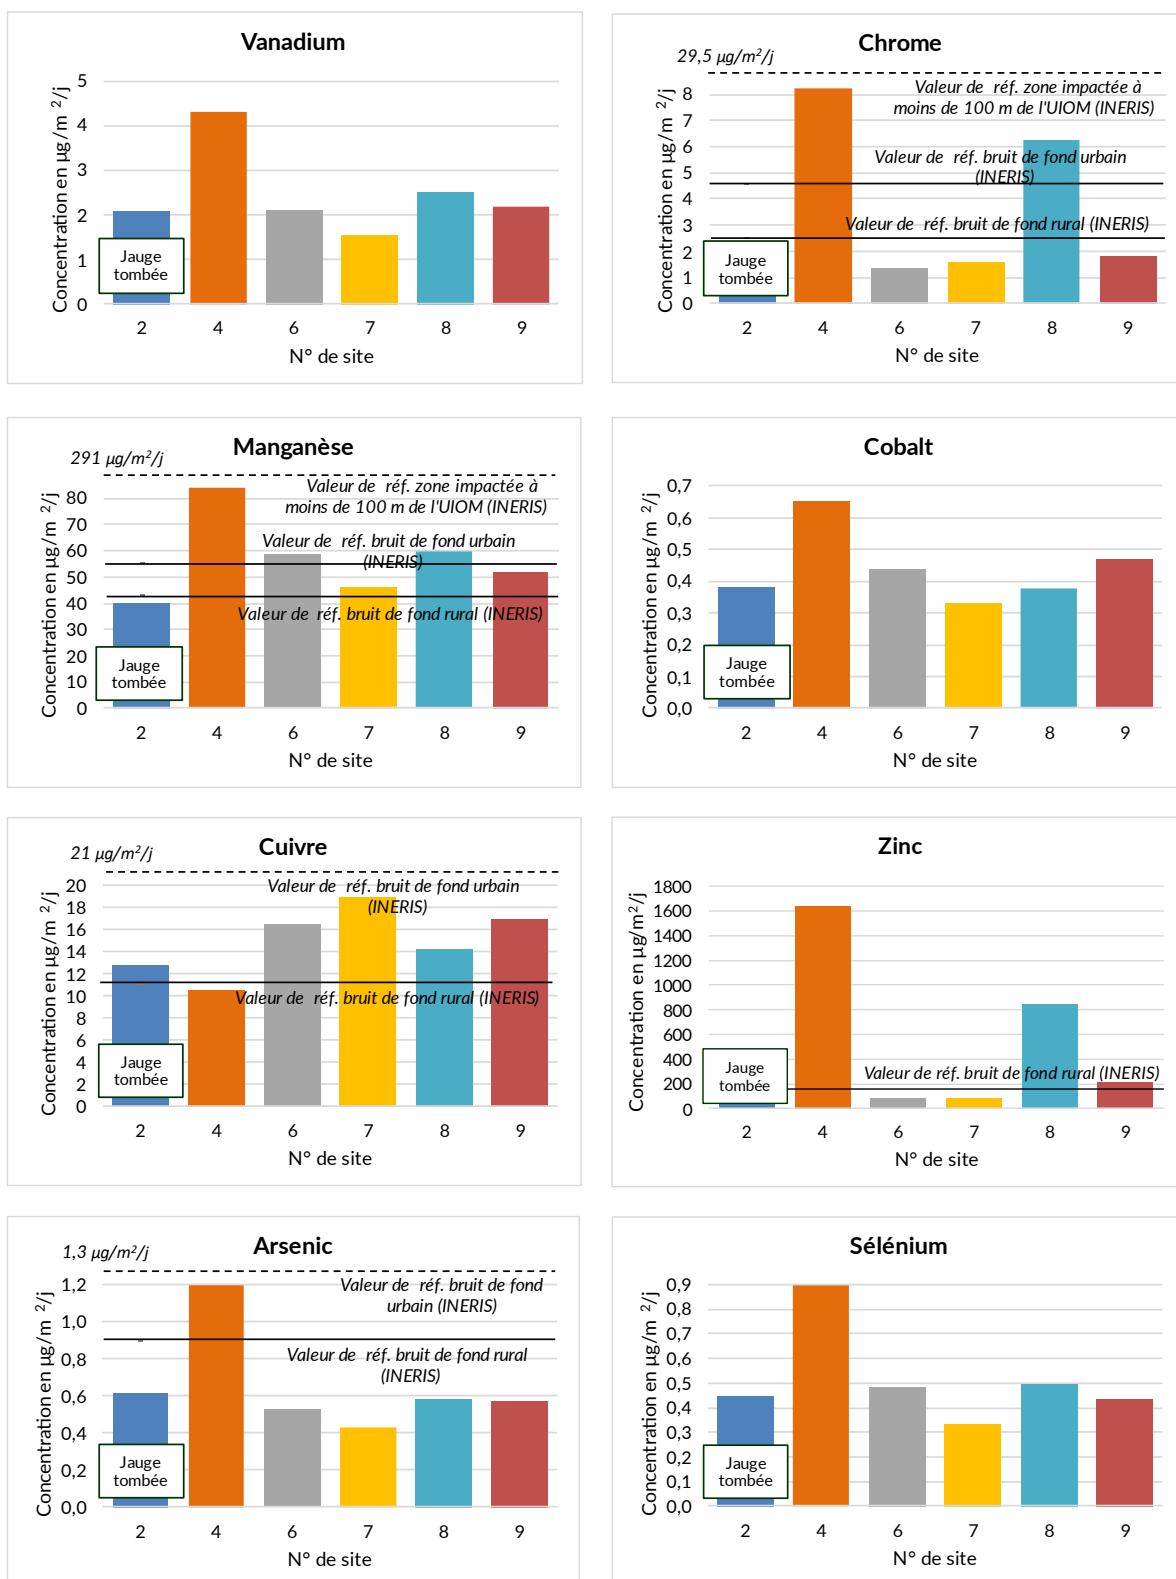 Vanadium
Concentration en µg/m ²/j
5
4
3
2
1
0
Jauge
tombée
2 4 6 7 8 9
N° de site
Chrome
29,5 µg/m²/j
Concentration en µg/m ²/j
8
7
6
5
4
3
2
1
0
Valeur de réf. zone impactée à
moins de 100 m de l'UIOM (INERIS)
Valeur de réf. bruit de fond urbain
(INERIS)
Valeur de réf. bruit de fond rural (INERIS)
Jauge
tombée
2 4 6 7 8 9
N° de site
Manganèse
291 µg/m²/j
Concentration en µg/m ²/j
80
70
60
50
40
30
20
10
0
Valeur de réf. zone impactée à
moins de 100 m de l'UIOM (INERIS)
Valeur de réf. bruit de fond urbain
(INERIS)
Valeur de réf. bruit de fond rural (INERIS)
Jauge
tombée
2 4 6 7 8 9
N° de site
Cobalt
Concentration en µg/m ²/j
0,7
0,6
0,5
0,4
0,3
0,2
0,1
0,0
Jauge
tombée
2 4 6 7 8 9
N° de site
Cuivre
21 µg/m²/j
Concentration en µg/m ²/j
20
18
16
14
12
10
8
6
4
2
0
Valeur de réf. bruit de fond urbain
(INERIS)
Valeur de réf. bruit de fond rural (INERIS)
Jauge
tombée
2 4 6 7 8 9
N° de site
Zinc
Concentration en µg/m²/j
1800
1600
1400
1200
1000
800
600
400
200
0
Valeur de réf. bruit de fond rural (INERIS)
Jauge
tombée
2 4 6 7 8 9
N° de site
Arsenic
1,3 µg/m²/j
Concentration en µg/m ²/j
1,2
1,0
0,8
0,6
0,4
0,2
0,0
Valeur de réf. bruit de fond
urbain (INERIS)
Valeur de réf. bruit de fond rural
(INERIS)
Jauge
tombée
2 4 6 7 8 9
N° de site
Sélénium
Concentration en µg/m ²/j
0,9
0,8
0,7
0,6
0,5
0,4
0,3
0,2
0,1
0,0
Jauge
tombée
2 4 6 7 8 9
N° de site